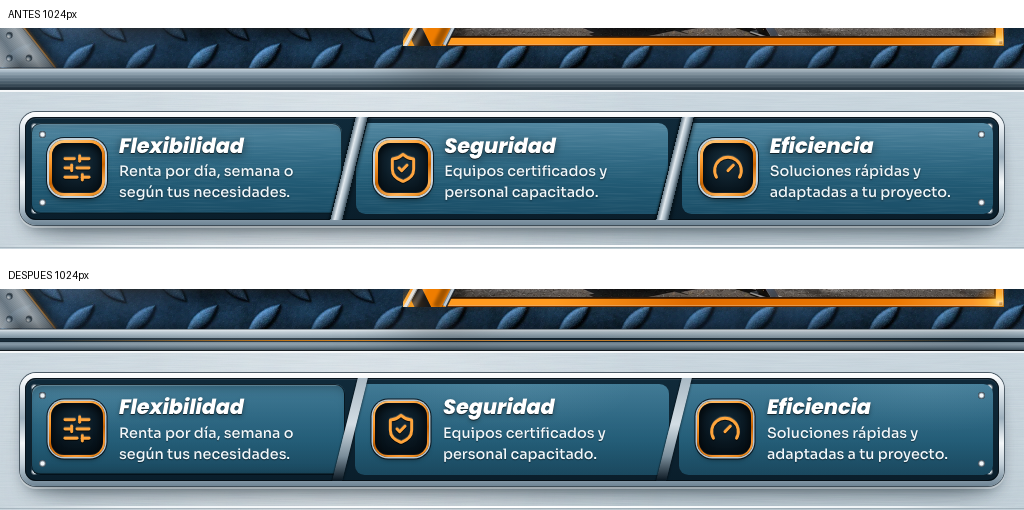 ANTES 1024px
Flexibilidad
Renta por día, semana o
según tus necesidades.
Seguridad
Equipos certificados y
personal capacitado.
Eficiencia
Soluciones rápidas y
adaptadas a tu proyecto.
DESPUES 1024px
Flexibilidad
Renta por día, semana o
según tus necesidades.
Seguridad
Equipos certificados y
personal capacitado.
Eficiencia
Soluciones rápidas y
adaptadas a tu proyecto.